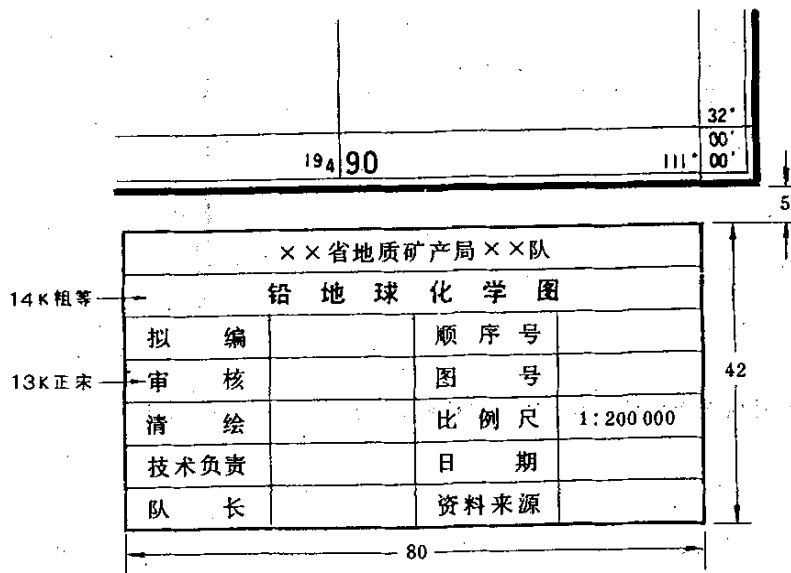 32°
00′
19490 111° 00′
5
××省地质矿产局××队
14K粗等 铅地球化学图
拟编 顺序号
13K正宋 审核 图号 42
清绘 比例尺 1:200 000
技术负责 日期
队长 资料来源
80